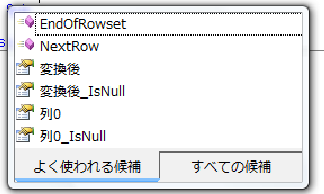 EndOfRowset
NextRow
変換後
変換後_IsNull
列0
列0_IsNull
よく使われる候補 すべての候補